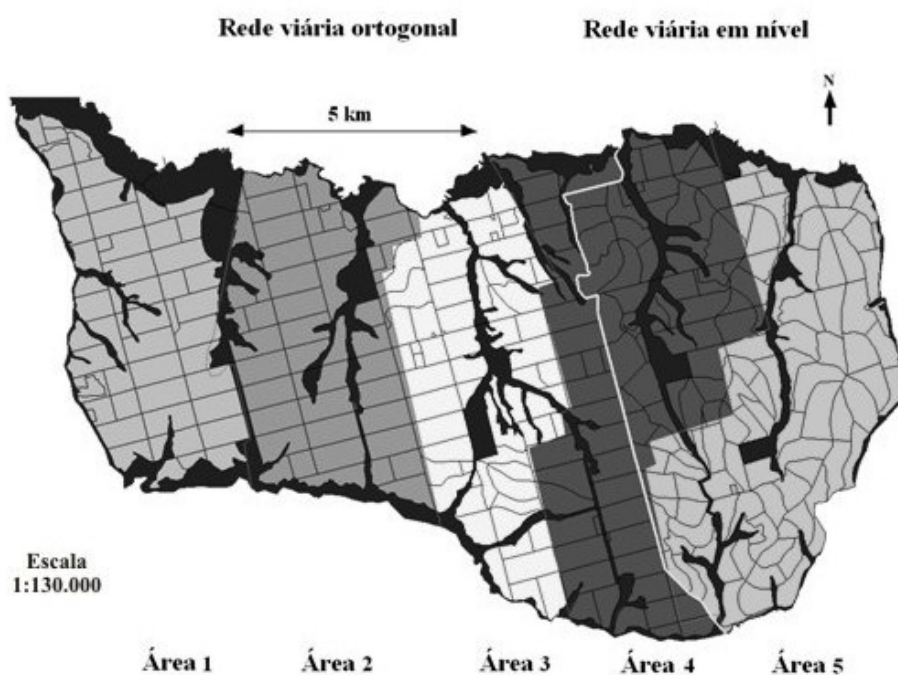 Rede viária ortogonal
Rede viária em nível
N
5 km
Escala
1:130.000
Área 1
Área 2
Área 3
Área 4
Área 5